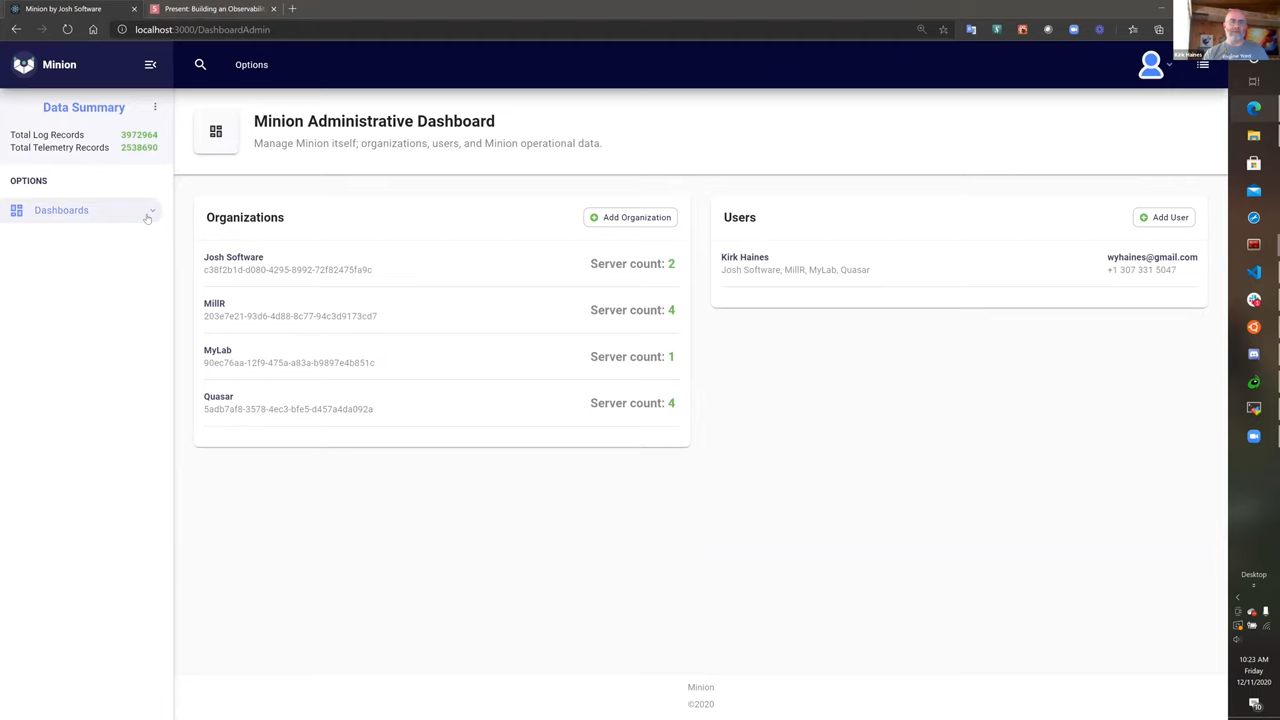 Minion by Josh Software
Present: Building an Observabili
localhost:3000/DashboardAdmin
Kirk Haines
Minion
Options
Data Summary
Total Log Records 3972964
Total Telemetry Records 2538690
OPTIONS
Dashboards
Minion Administrative Dashboard
Manage Minion itself; organizations, users, and Minion operational data.
Organizations
Add Organization
Josh Software
c38f2b1d-d080-4295-8992-72f82475fa9c
Server count: 2
MillR
203e7e21-93d6-4d88-8c77-94c3d9173cd7
Server count: 4
MyLab
90ec76aa-12f9-475a-a83a-b9897e4b851c
Server count: 1
Quasar
5adb7af8-3578-4ec3-bfe5-d457a4da092a
Server count: 4
Users
Add User
Kirk Haines
Josh Software, MillR, MyLab, Quasar
wyhaines@gmail.com
+1 307 331 5047
Minion
©2020
Desktop
10:23 AM
Friday
12/11/2020